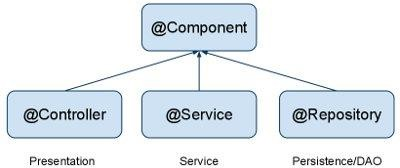 @Component
@Controller
@Service
@Repository
Presentation
Service
Persistence/DAO